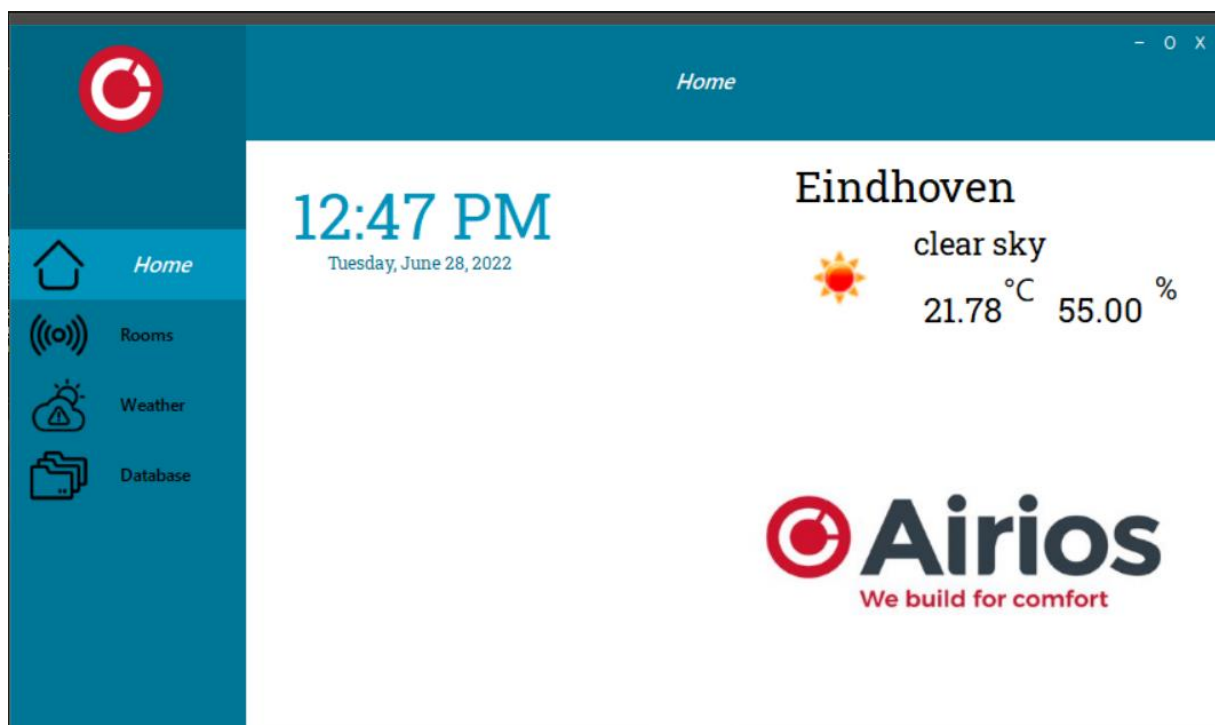 - O X
Home
12:47 PM
Tuesday, June 28, 2022
Eindhoven
clear sky
21.78 °C 55.00 %
Home
Rooms
Weather
Database
Airios
We build for comfort